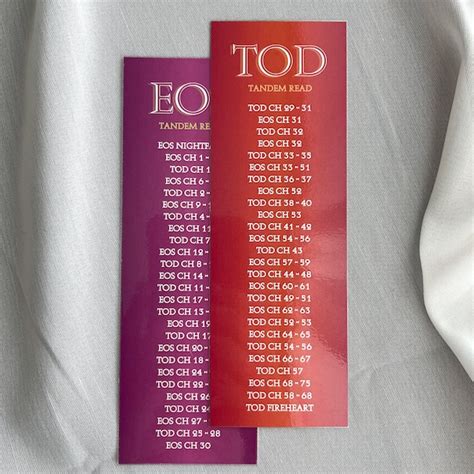 EOS
TANDEM RE
EOS NIGHTFA
EOS CH 1 -
TOD CH 1
EOS CH 6 -
TOD CH 2 -
EOS CH 9 - 1
TOD CH 4 -
EOS CH 11 -
TOD CH 7
EOS CH 12 -
TOD CH 8 -
EOS CH 14
TOD CH 11 -
EOS CH 17 -
TOD CH 13 -
EOS CH 19
TOD CH
EOS CH 20 -
TOD CH 18 -
EOS CH 22 -
TOD CH
EOS CH 24
TOD CH 24
EOS CH 27 -
TOD CH 25 - 28
EOS CH 30
TOD
TANDEM READ
TOD CH 29 - 31
EOS CH 31
TOD CH 32
EOS CH 32
TOD CH 33 - 35
EOS CH 33 - 51
TOD CH 36 - 40
EOS CH 52
TOD CH 40
EOS CH 53
TOD CH 41 - 42
EOS CH 54 - 56
TOD CH 43
EOS CH 57 - 59
TOD CH 44 - 48
EOS CH 60 - 61
TOD CH 49 - 51
EOS CH 62 - 63
TOD CH 52 - 53
EOS CH 64 - 65
TOD CH 54 - 56
EOS CH 66 - 67
TOD CH 57
EOS CH 68 - 75
TOD CH 58 - 68
TOD FIREHEART